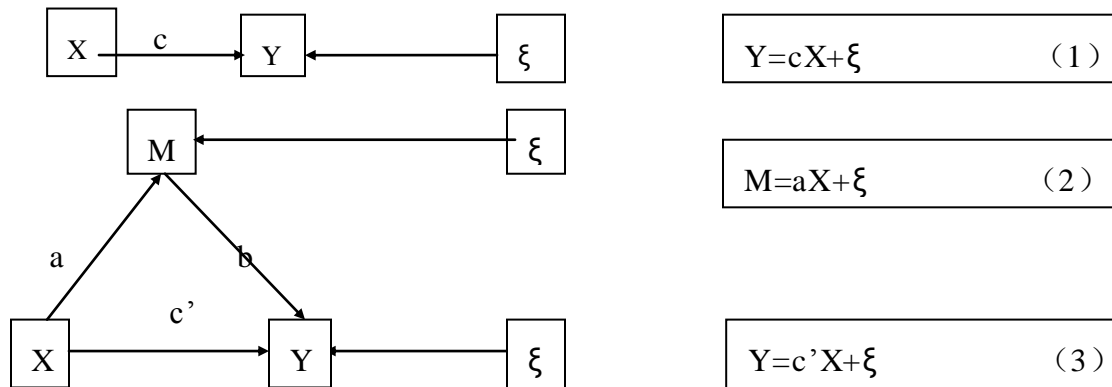 X c Y ξ Y=cX+ξ （1）
M ξ M=aX+ξ （2）
a b
c’
X Y ξ Y=c’X+ξ （3）